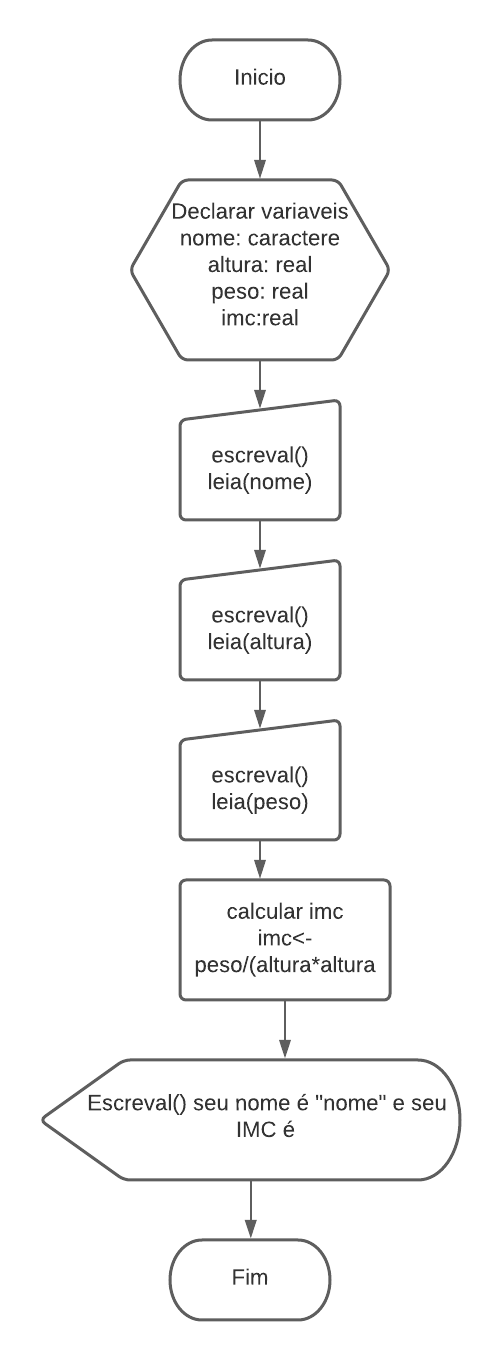 Inicio
Declarar variaveis
nome: caractere
altura: real
peso: real
imc:real
escreval()
leia(nome)
escreval()
leia(altura)
escreval()
leia(peso)
calcular imc
imc<-
peso/(altura*altura
Escreval() seu nome é "nome" e seu
IMC é
Fim